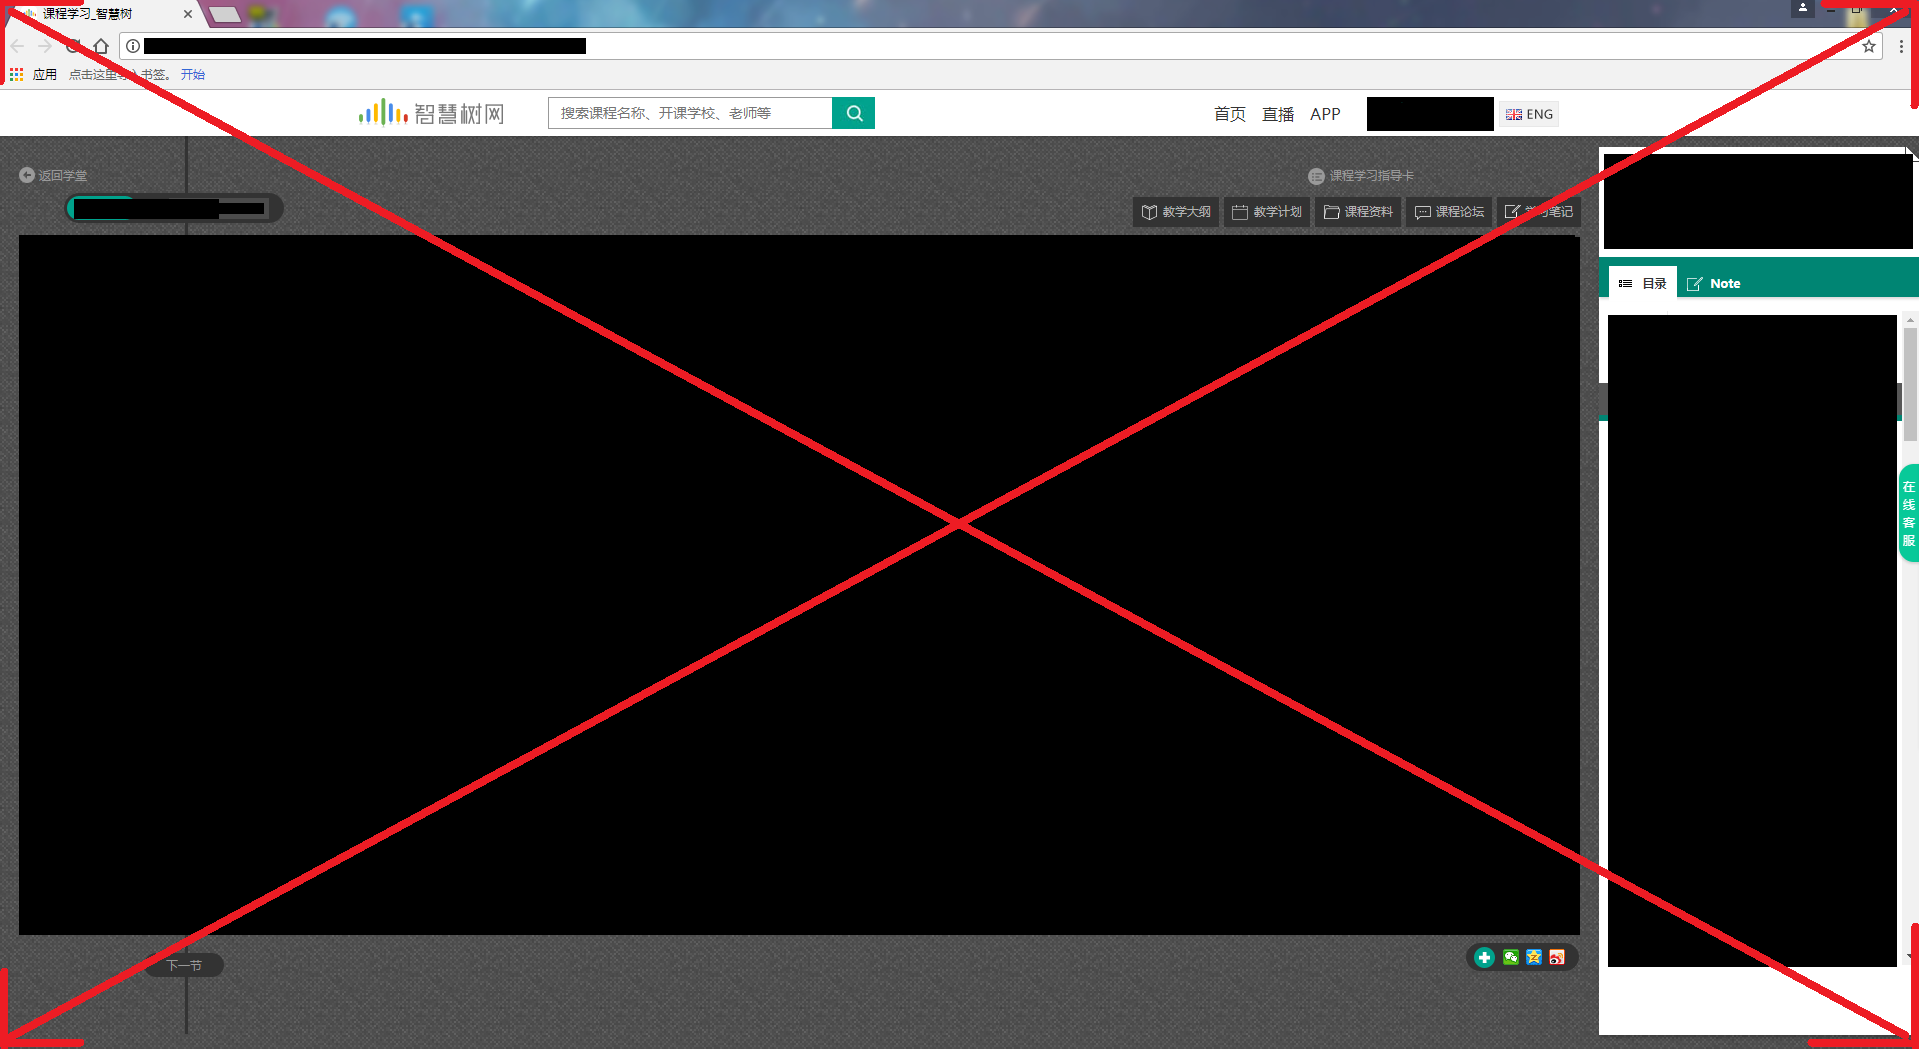 课程学习_智慧树
应用 点击这里导入书签。 开始
智慧树网 搜索课程名称、开课学校、老师等 首页 直播 APP ENG
返回学堂 课程学习指导卡
教学大纲 教学计划 课程资料 课程论坛 学习笔记
目录 Note
在线客服
下一节